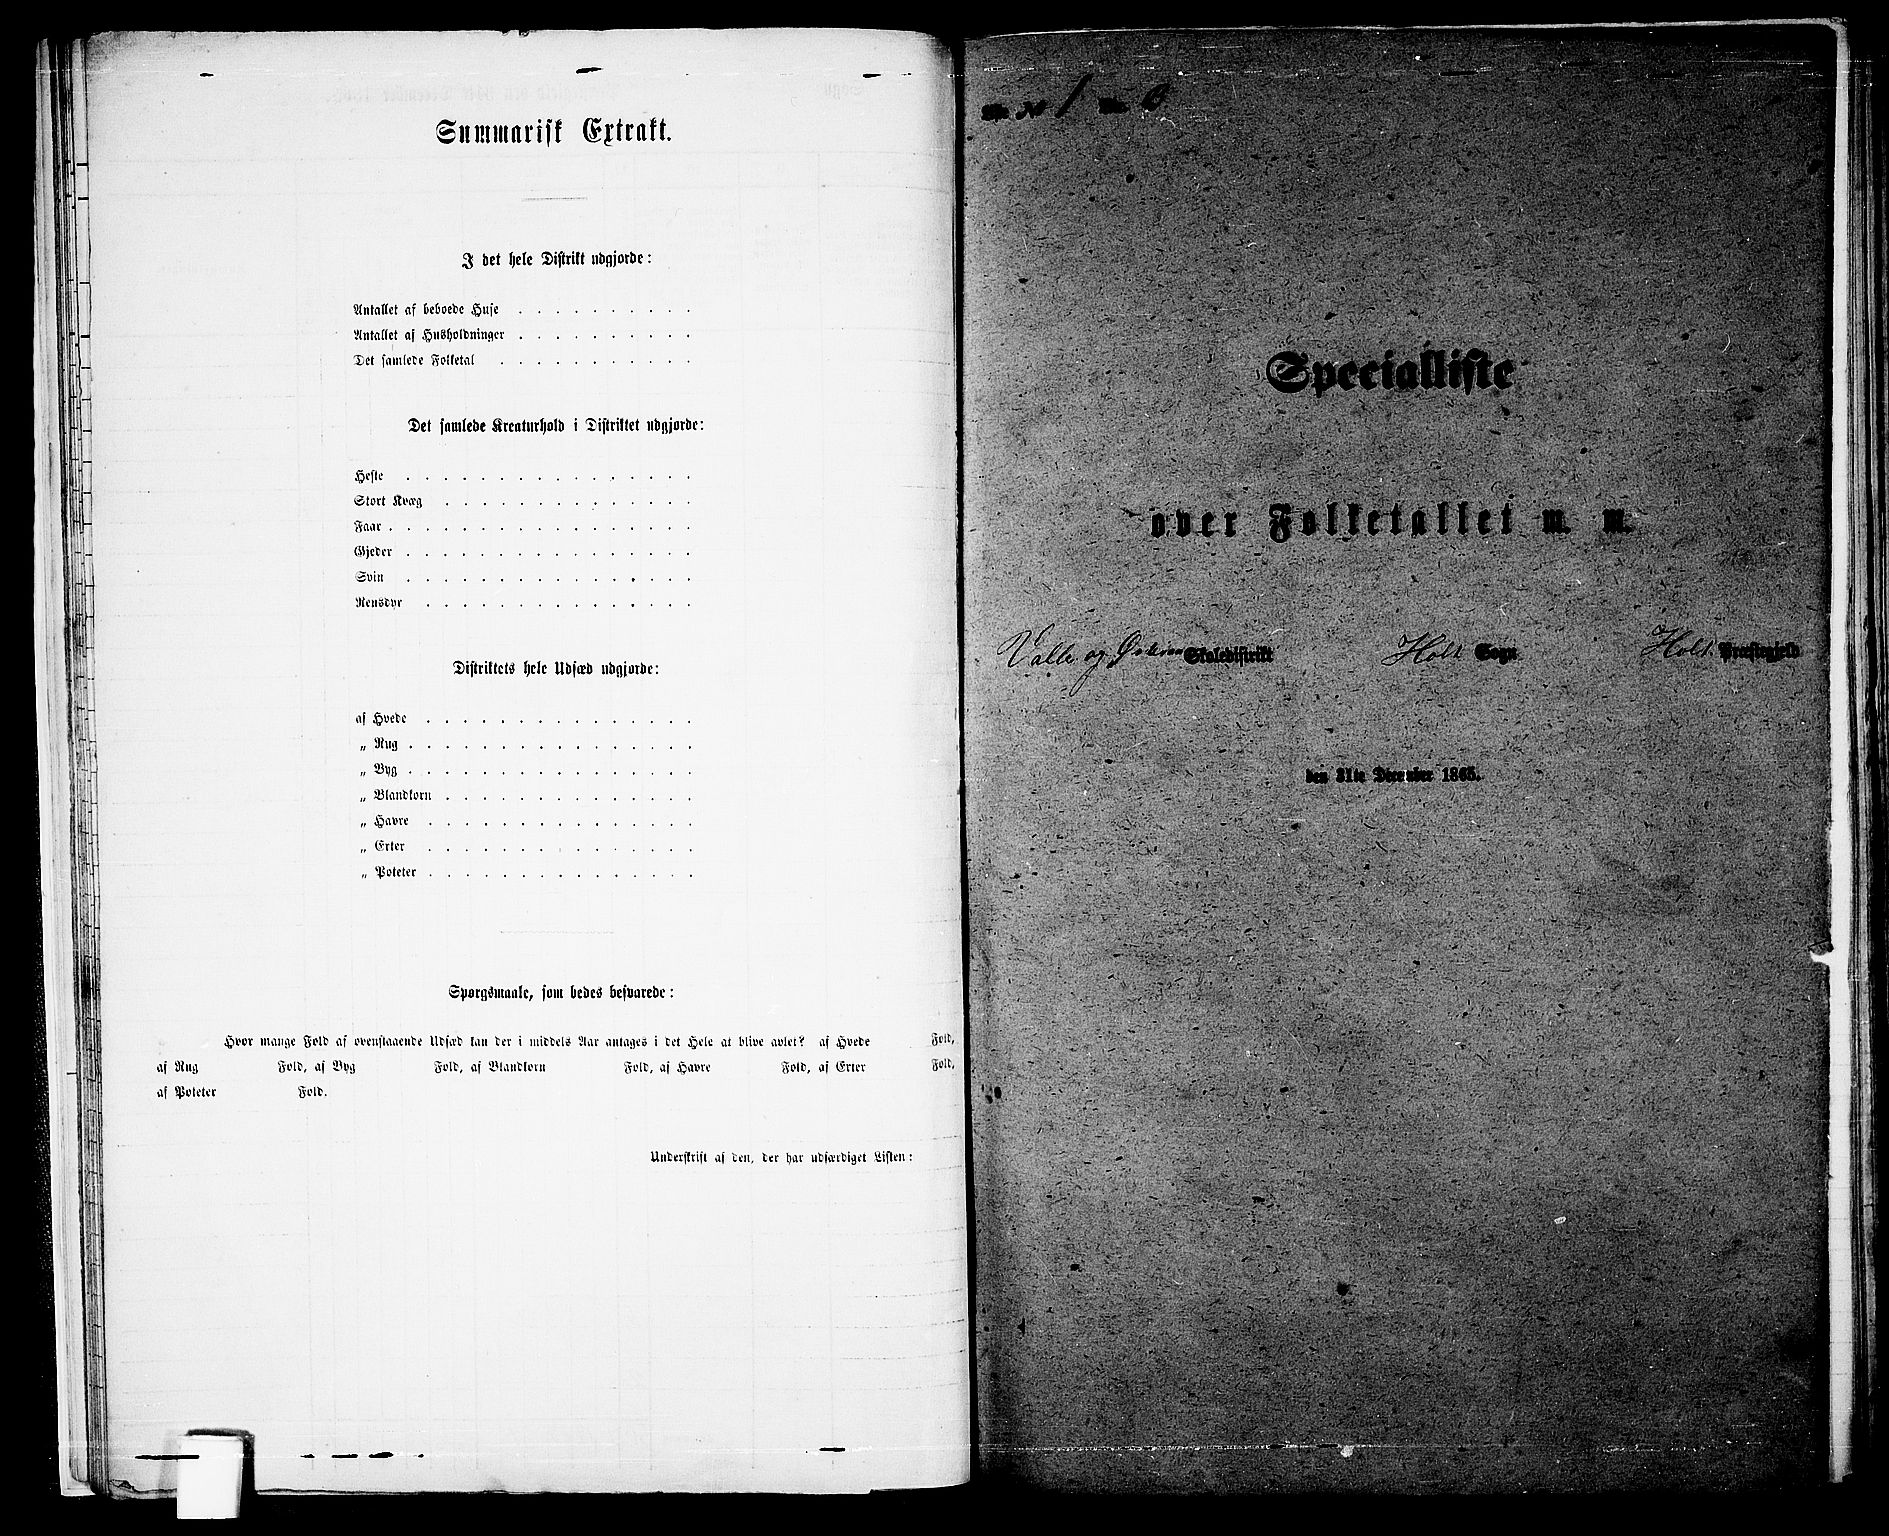 Summarisk Extrakt.
I det hele Distrikt udgjorde:
Antallet af beboede Huse . . . . . . . . . .
Antallet af Husholdninger . . . . . . . . . .
Det samlede Folketal . . . . . . . . . . .
Det samlede Kreaturhold i Distriktet udgjorde:
Heste . . . . . . . . . . . . . . . .
Stort Kvæg . . . . . . . . . . . . . .
Faar . . . . . . . . . . . . . . . . .
Gjeder . . . . . . . . . . . . . . . .
Svin . . . . . . . . . . . . . . . .
Rensdyr . . . . . . . . . . . . . . .
Distriktets hele Udsæd udgjorde:
af Hvede . . . . . . . . . . . . . . .
„ Rug . . . . . . . . . . . . . . . .
„ Byg . . . . . . . . . . . . . . . .
„ Blandkorn . . . . . . . . . . . . . .
„ Havre . . . . . . . . . . . . . . .
„ Erter . . . . . . . . . . . . . . .
„ Poteter . . . . . . . . . . . . . . .
Spørgsmaale, som bedes besvarede:
Hvor mange Fold af ovenstaaende Udsæd kan der i middels Aar antages i det Hele at blive avlet? af Hvede Fold,
af Rug Fold, af Byg Fold, af Blandkorn Fold, af Havre Fold, af Erter Fold,
af Poteter Fold.
Underskrift af den, der har udfærdiget Listen:
1
Specialliste
over Folketallet m. m.
Valle og Skoledistrikt Holt Sogn Holt Præstegjeld
den 31te December 1865.